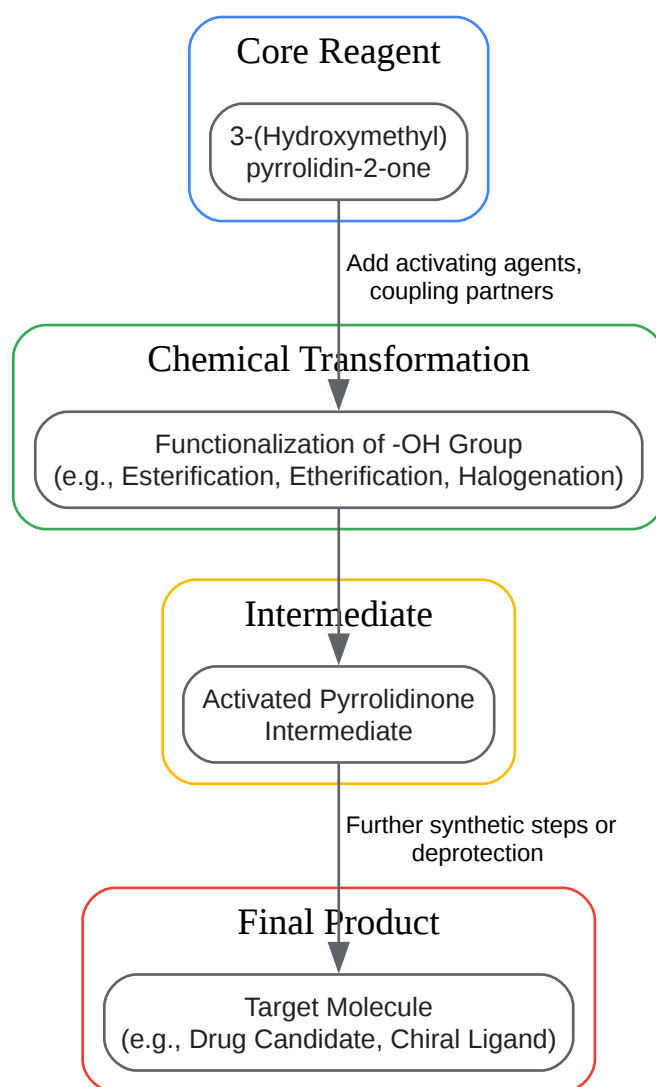 Core Reagent
3-(Hydroxymethyl)
pyrrolidin-2-one
Add activating agents,
coupling partners
Chemical Transformation
Functionalization of -OH Group
(e.g., Esterification, Etherification, Halogenation)
Intermediate
Activated Pyrrolidinone
Intermediate
Further synthetic steps or
deprotection
Final Product
Target Molecule
(e.g., Drug Candidate, Chiral Ligand)